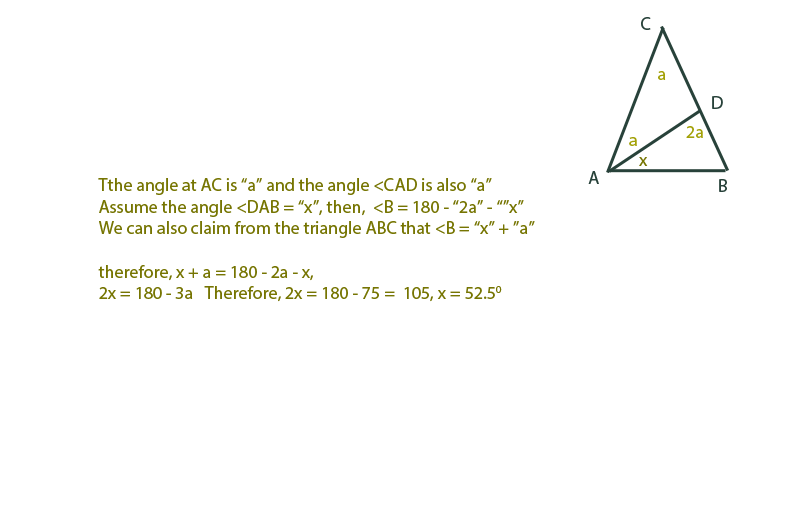 C
a
D
2a
a
x
A
B
Tthe angle at AC is “a” and the angle <CAD is also “a”
Assume the angle <DAB = “x”, then, <B = 180 - “2a” - “”x”
We can also claim from the triangle ABC that <B = “x” + ”a”
therefore, x + a = 180 - 2a - x,
2x = 180 - 3a Therefore, 2x = 180 - 75 = 105, x = 52.5⁰